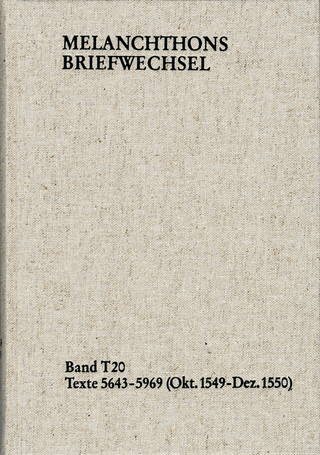 MELANCHTHONS
BRIEFWECHSEL
Band T20
Texte 5643–5969 (Okt. 1549–Dez. 1550)